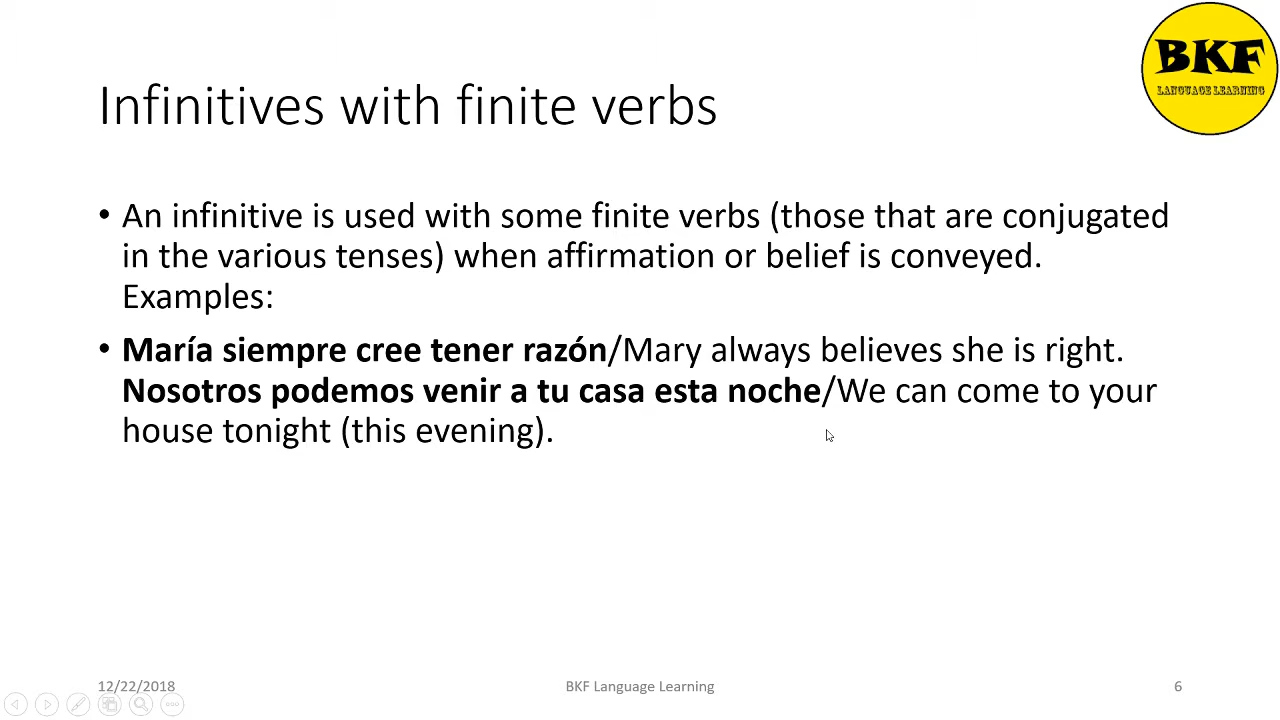 BKF
LANGUAGE LEARNING
Infinitives with finite verbs
• An infinitive is used with some finite verbs (those that are conjugated
in the various tenses) when affirmation or belief is conveyed.
Examples:
• María siempre cree tener razón/Mary always believes she is right.
Nosotros podemos venir a tu casa esta noche/We can come to your
house tonight (this evening).
12/22/2018
BKF Language Learning
6